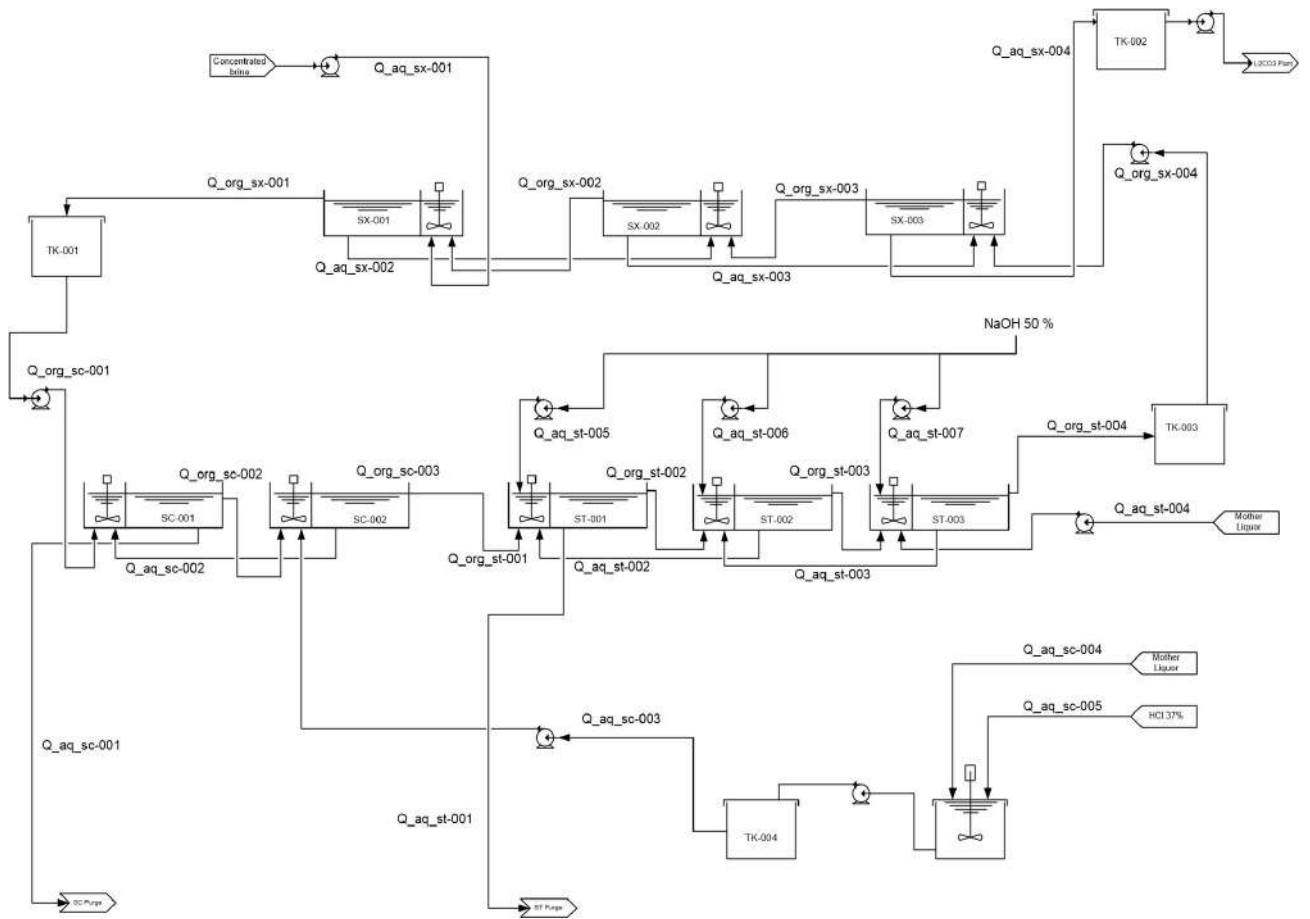 Q_aq_sx-004
TK-002
Concentrated
brine
Q_aq_sx-001
Li2CO3 Plant
Q_org_sx-001
Q_org_sx-002
Q_org_sx-003
Q_org_sx-004
SX-001
SX-002
SX-003
TK-001
Q_aq_sx-002
Q_aq_sx-003
NaOH 50 %
Q_org_sc-001
Q_aq_st-005
Q_aq_st-006
Q_aq_st-007
Q_org_st-004
TK-003
Q_org_sc-002
Q_org_sc-003
Q_org_st-002
Q_org_st-003
Q_aq_st-004
SC-001
SC-002
ST-001
ST-002
ST-003
Mother
Liquor
Q_aq_sc-002
Q_org_st-001
Q_aq_st-002
Q_aq_st-003
Q_aq_sc-004
Mother
Liquor
Q_aq_sc-003
Q_aq_sc-005
HCl 37%
Q_aq_sc-001
Q_aq_st-001
TK-004
SC Purge
ST Purge